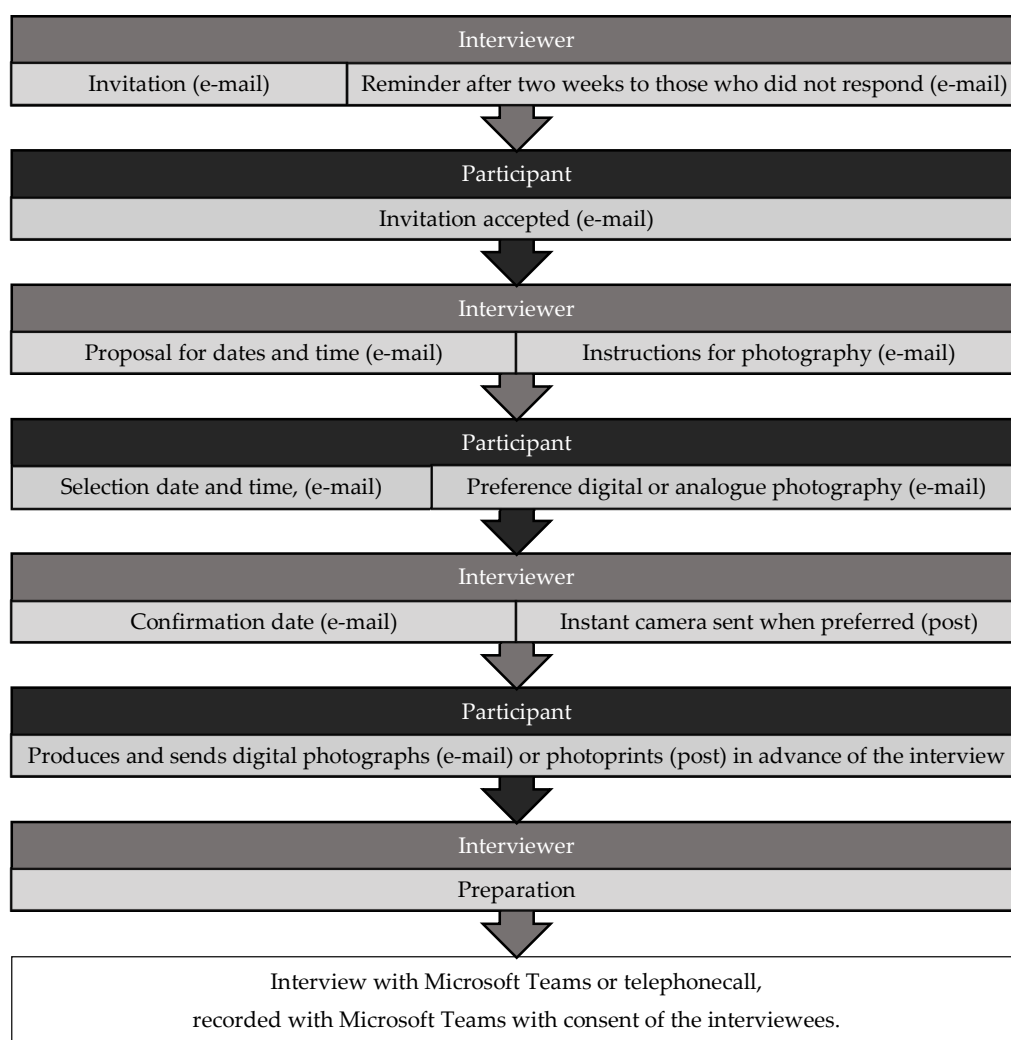 Interviewer
Invitation (e-mail)
Reminder after two weeks to those who did not respond (e-mail)
Participant
Invitation accepted (e-mail)
Interviewer
Proposal for dates and time (e-mail)
Instructions for photography (e-mail)
Participant
Selection date and time, (e-mail)
Preference digital or analogue photography (e-mail)
Interviewer
Confirmation date (e-mail)
Instant camera sent when preferred (post)
Participant
Produces and sends digital photographs (e-mail) or photoprints (post) in advance of the interview
Interviewer
Preparation
Interview with Microsoft Teams or telephonecall,
recorded with Microsoft Teams with consent of the interviewees.